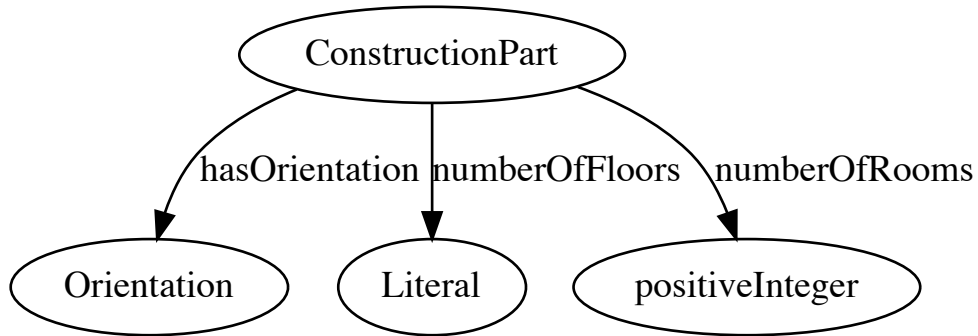 ConstructionPart
hasOrientation numberOfFloors numberOfRooms
Orientation Literal positiveInteger